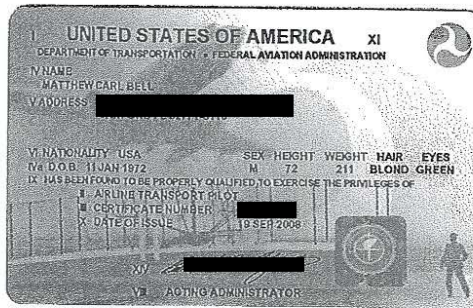 I UNITED STATES OF AMERICA XI
DEPARTMENT OF TRANSPORTATION • FEDERAL AVIATION ADMINISTRATION
IV NAME
MATTHEW CARL BELL
V ADDRESS
VI NATIONALITY USA SEX HEIGHT WEIGHT HAIR EYES
IVa D.O.B. 11 JAN 1972 M 72 211 BLOND GREEN
IX HAS BEEN FOUND TO BE PROPERLY QUALIFIED TO EXERCISE THE PRIVILEGES OF
II AIRLINE TRANSPORT PILOT
III CERTIFICATE NUMBER
X DATE OF ISSUE 19 SEP 2008
XIV
VIII ACTING ADMINISTRATOR